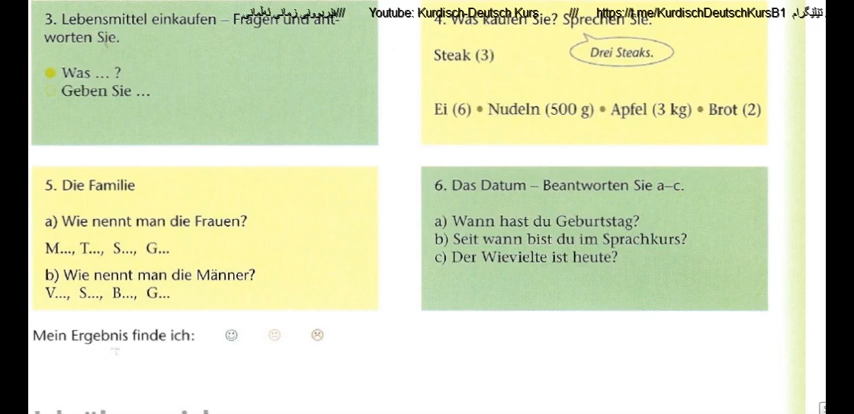 Youtube: Kurdisch-Deutsch Kurs /// https://t.me/KurdischDeutschKursB1
3. Lebensmittel einkaufen – Fragen und ant-
worten Sie.
Was ... ?
Geben Sie ...
4. Was kaufen Sie? Sprechen Sie.
Steak (3)
Drei Steaks.
Ei (6) • Nudeln (500 g) • Apfel (3 kg) • Brot (2)
5. Die Familie
a) Wie nennt man die Frauen?
M..., T..., S..., G...
b) Wie nennt man die Männer?
V..., S..., B..., G...
6. Das Datum – Beantworten Sie a–c.
a) Wann hast du Geburtstag?
b) Seit wann bist du im Sprachkurs?
c) Der Wievielte ist heute?
Mein Ergebnis finde ich: